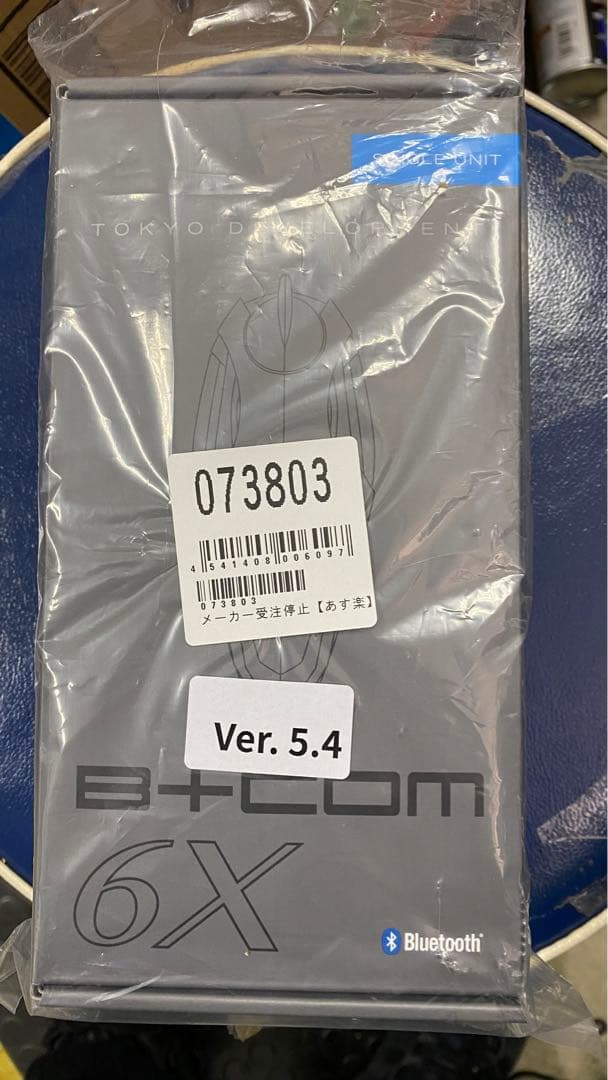 SINGLE UNIT
TOKYO DEVELOPMENT
073803
4 541408 006097
073803
メーカー受注停止【あす楽】
Ver. 5.4
B+COM
6X
Bluetooth®